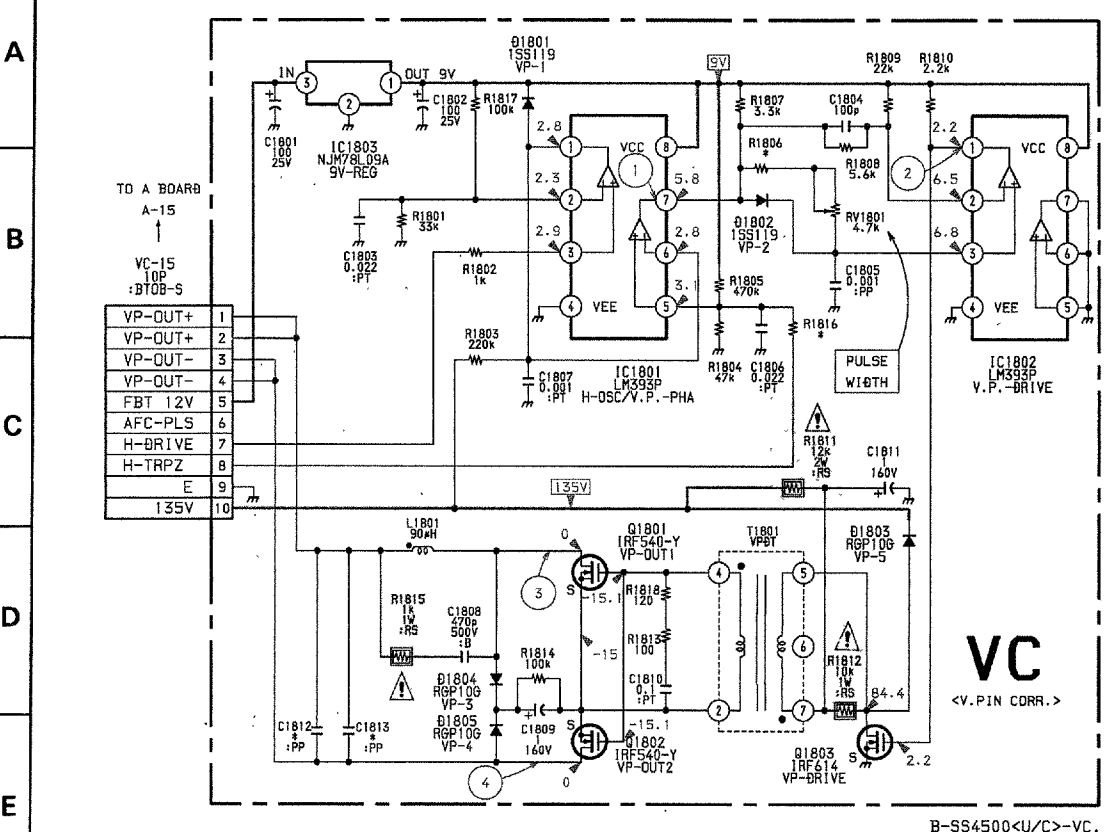 A
B
C
D
E
TO A BOARD
A-15
VC-15
10P
:BTOB-S
VP-OUT+ 1
VP-OUT+ 2
VP-OUT- 3
VP-OUT- 4
FBT 12V 5
AFC-PLS 6
H-DRIVE 7
H-TRPZ 8
E 9
135V 10
IN 3 1 OUT 9V
2
C1801
100
25V
IC1803
NJM78L09A
9V-REG
C1802
100
25V
R1817
100k
D1801
1SS119
VP-1
C1803
0.022
:PT
R1801
33k
R1802
1k
R1803
220k
C1807
0.001
:PT
2.8
2.3
2.9
1 VCC 8
2 7
3 6
4 VEE 5
1
5.8
2.8
3.1
IC1801
LM393P
H-OSC/V.P.-PHA
9V
R1807
3.3k
R1806
*
D1802
1SS119
VP-2
R1805
470k
R1804
47k
C1806
0.022
:PT
R1816
*
C1804
100p
R1808
5.6k
RV1801
4.7k
C1805
0.001
:PP
PULSE
WIDTH
R1809
22k
R1810
2.2k
2
2.2
6.5
6.8
1 VCC 8
2 7
3 6
4 VEE 5
IC1802
LM393P
V.P.-DRIVE
R1811
12k
2W
:RS
C1811
1
160V
135V
L1801
90μH
R1815
1k
1W
:RS
C1808
470p
500V
:B
D1804
RGP10G
VP-3
D1805
RGP10G
VP-4
R1814
100k
C1809
1
160V
C1812
*
:PP
C1813
*
:PP
3
4
0
Q1801
IRF540-Y
VP-OUT1
S
-15.1
-15
R1818
120
R1813
100
C1810
0.1
:PT
S
-15.1
0
Q1802
IRF540-Y
VP-OUT2
T1801
VPDT
4 5
6
2 7
D1803
RGP10G
VP-5
R1812
10k
1W
:RS
84.4
S
2.2
Q1803
IRF614
VP-DRIVE
VC
<V.PIN CORR.>
B-SS4500<U/C>-VC.